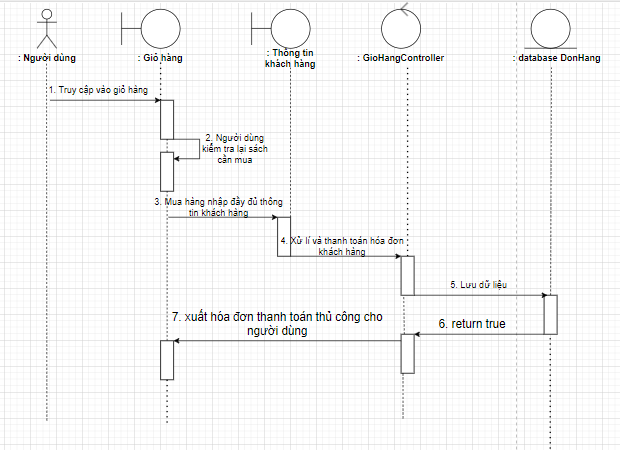 : Người dùng
: Giỏ hàng
: Thông tin
khách hàng
: GioHangController
: database DonHang
1. Truy cập vào giỏ hàng
2. Người dùng
kiểm tra lại sách
cần mua
3. Mua hàng nhập đầy đủ thông
tin khách hàng
4. Xử lí và thanh toán hóa đơn
khách hàng
5. Lưu dữ liệu
6. return true
7. xuất hóa đơn thanh toán thủ công cho
người dùng